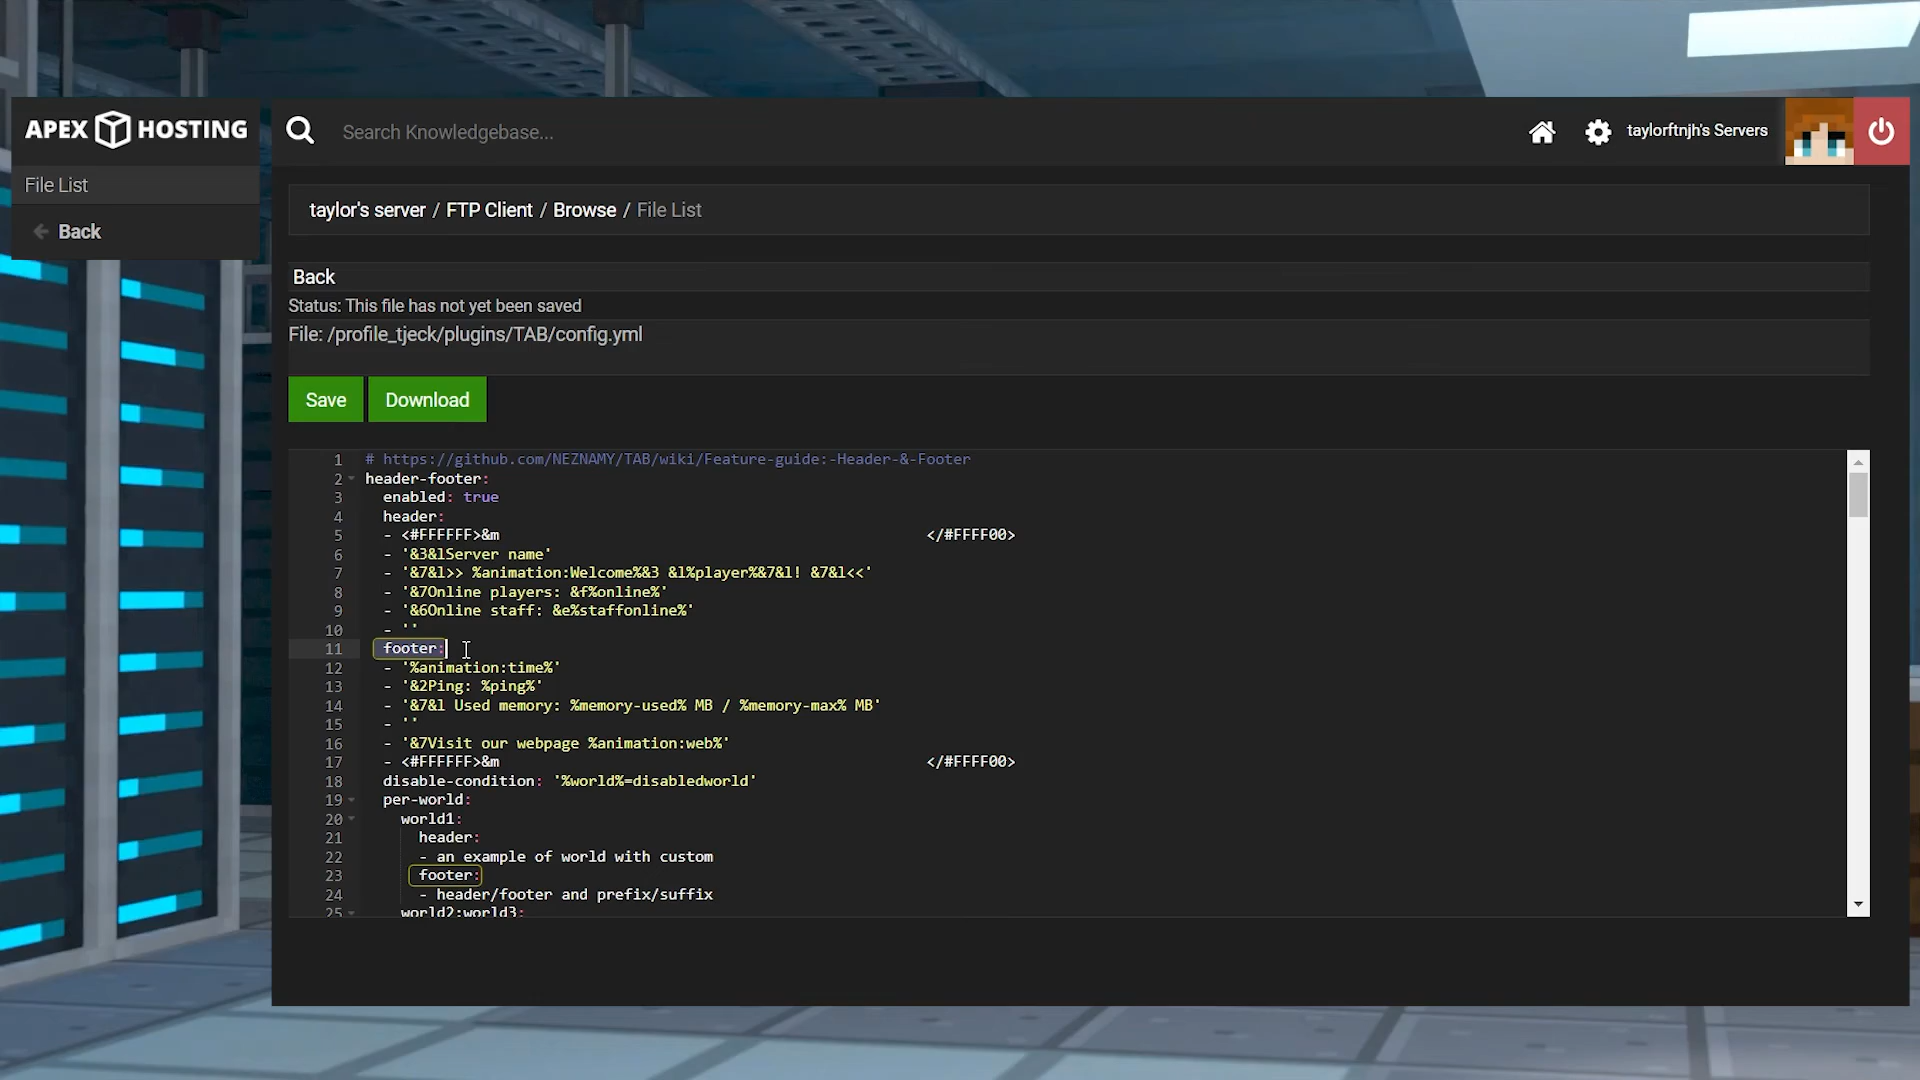 APEX HOSTING
Search Knowledgebase...
taylorftnjh's Servers
File List
Back
taylor's server / FTP Client / Browse / File List
Back
Status: This file has not yet been saved
File: /profile_tjeck/plugins/TAB/config.yml
Save
Download
1 # https://github.com/NEZNAMY/TAB/wiki/Feature-guide:-Header-&-Footer
2 header-footer:
3 enabled: true
4 header:
5 - <#FFFFFF>&m </#FFFF00>
6 - '&3&lServer name'
7 - '&7&l>> %animation:Welcome%&3 &l%player%&7&l! &7&l<<'
8 - '&7Online players: &f%online%'
9 - '&6Online staff: &e%staffonline%'
10 - ''
11 footer:
12 - '%animation:time%'
13 - '&2Ping: %ping%'
14 - '&7&l Used memory: %memory-used% MB / %memory-max% MB'
15 - ''
16 - '&7Visit our webpage %animation:web%'
17 - <#FFFFFF>&m </#FFFF00>
18 disable-condition: '%world%=disabledworld'
19 per-world:
20 world1:
21 header:
22 - an example of world with custom
23 footer:
24 - header/footer and prefix/suffix
25 world2;world3: